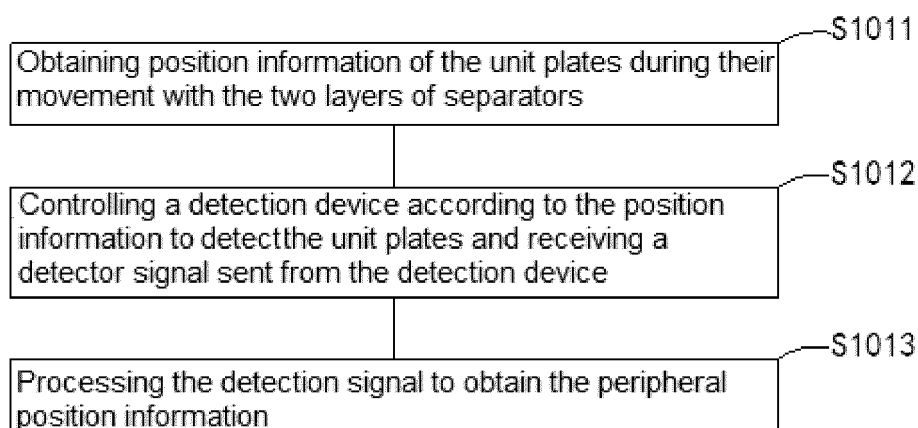 S1011
Obtaining position information of the unit plates during their
movement with the two layers of separators
S1012
Controlling a detection device according to the position
information to detectthe unit plates and receiving a
detector signal sent from the detection device
S1013
Processing the detection signal to obtain the peripheral
position information